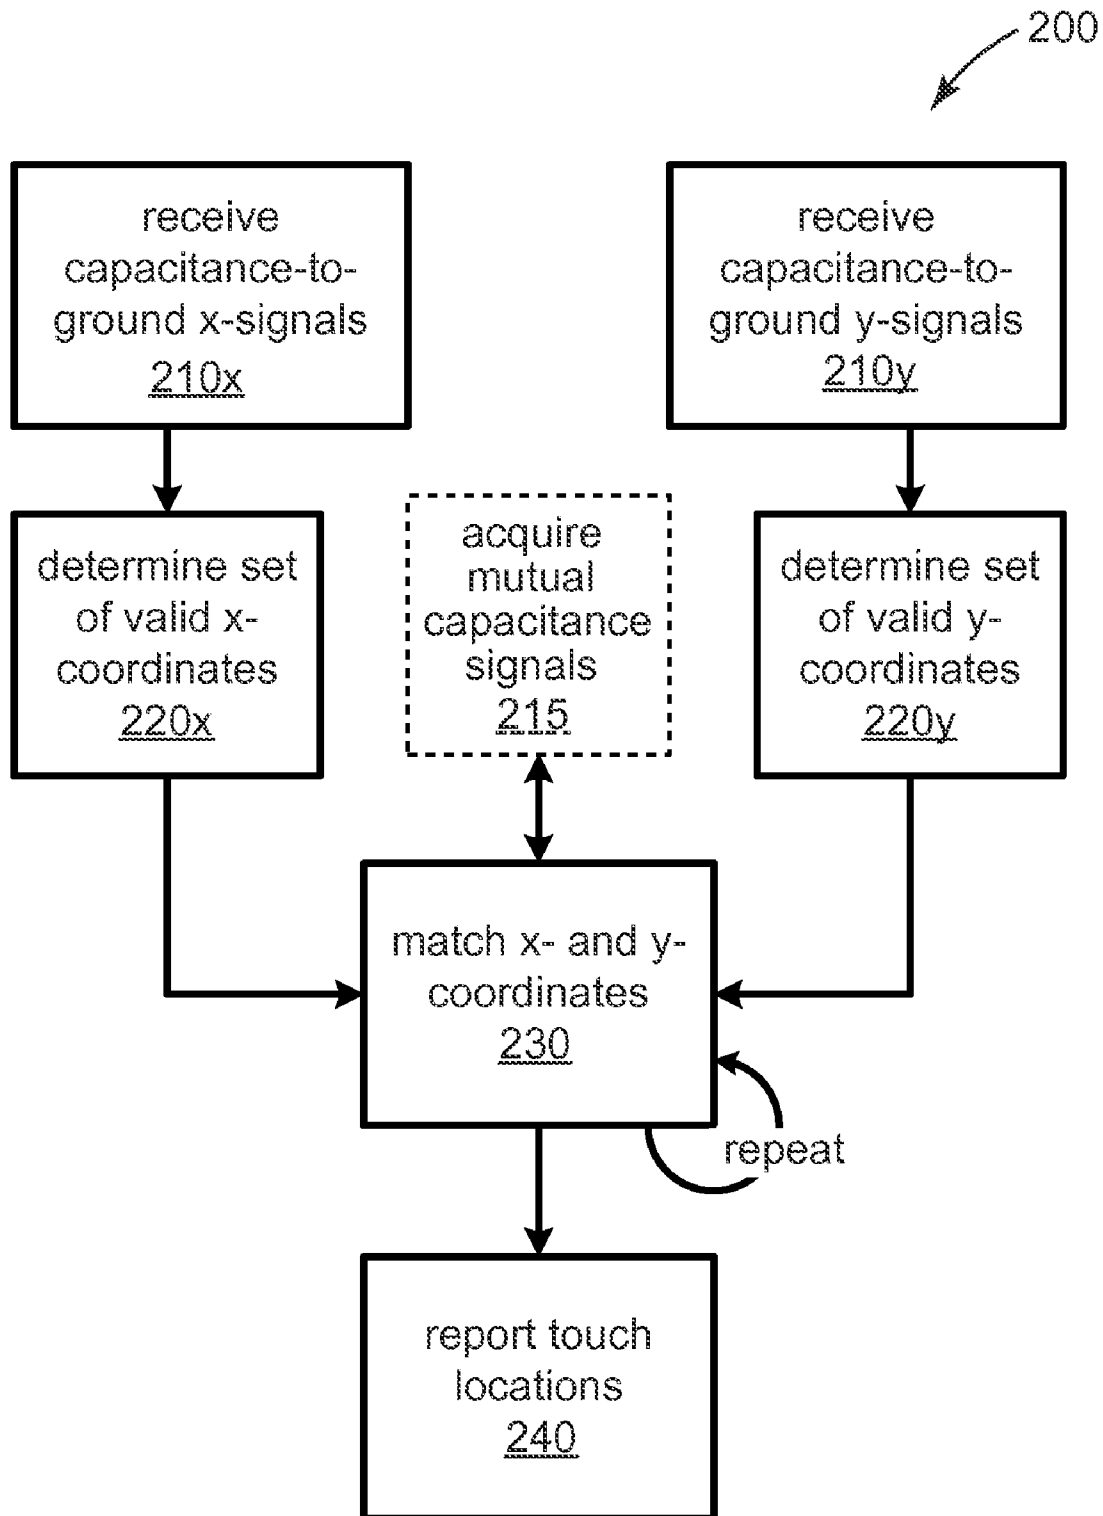 200
receive
capacitance-to-
ground x-signals
210x
receive
capacitance-to-
ground y-signals
210y
determine set
of valid x-
coordinates
220x
acquire
mutual
capacitance
signals
215
determine set
of valid y-
coordinates
220y
match x- and y-
coordinates
230
repeat
report touch
locations
240